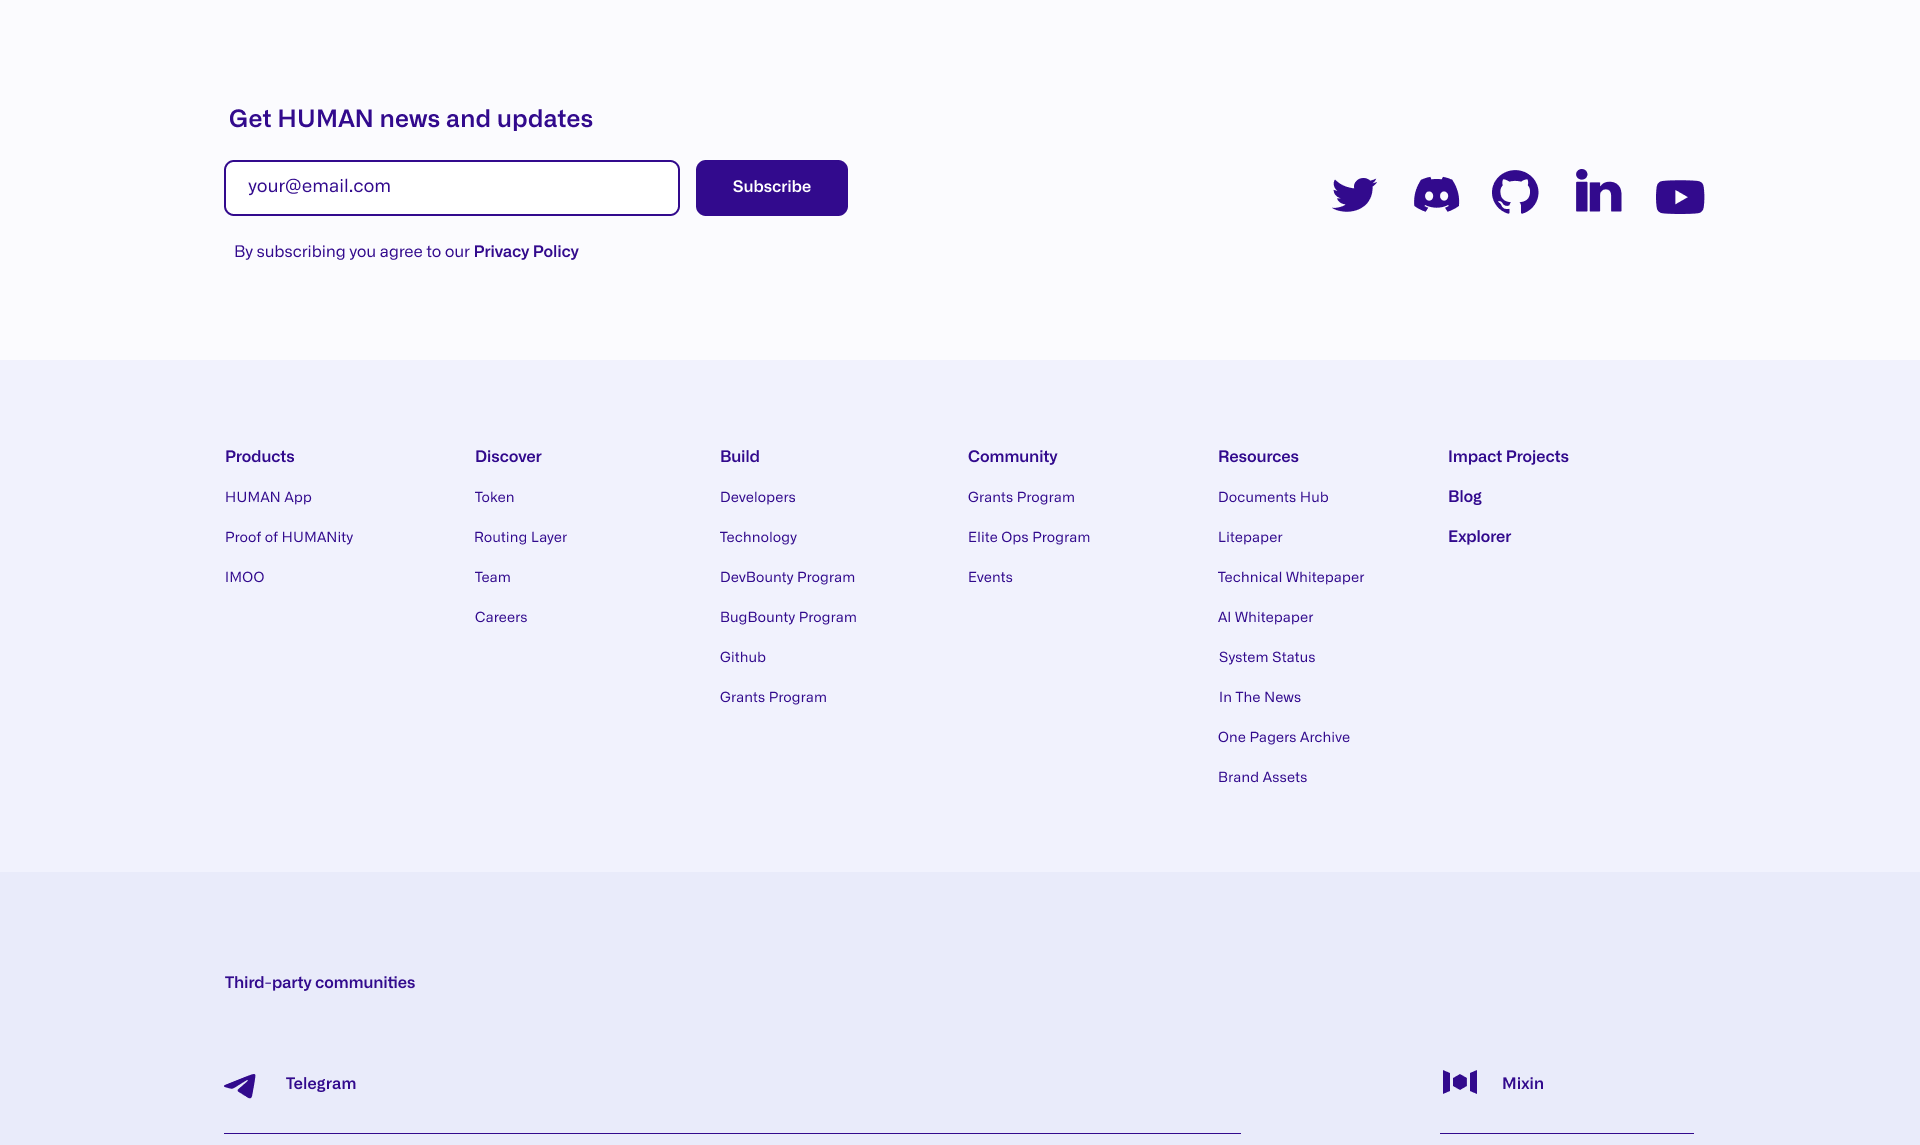 Get HUMAN news and updates
your@email.com
Subscribe
By subscribing you agree to our Privacy Policy
Products
HUMAN App
Proof of HUMANity
IMOO
Discover
Token
Routing Layer
Team
Careers
Build
Developers
Technology
DevBounty Program
BugBounty Program
Github
Grants Program
Community
Grants Program
Elite Ops Program
Events
Resources
Documents Hub
Litepaper
Technical Whitepaper
AI Whitepaper
System Status
In The News
One Pagers Archive
Brand Assets
Impact Projects
Blog
Explorer
Third-party communities
Telegram
Mixin